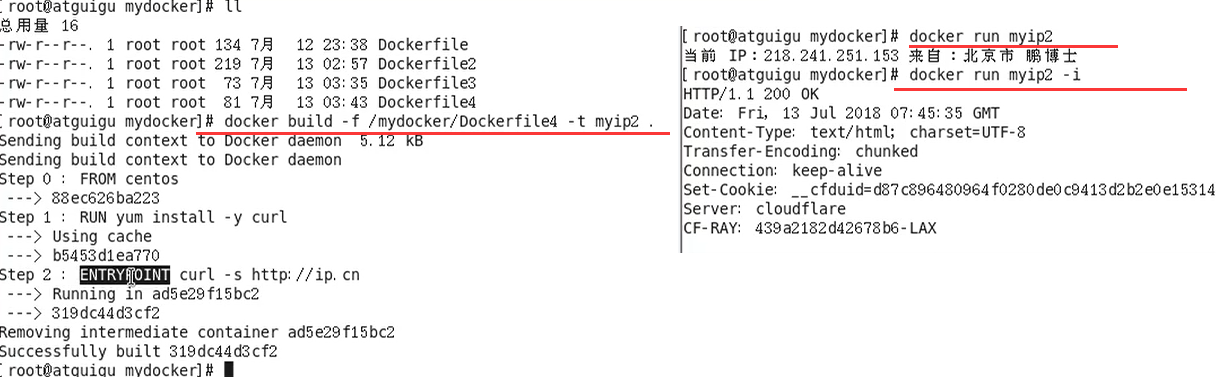 [root@atguigu mydocker]# ll
总用量 16
-rw-r--r--. 1 root root 134 7月  12 23:38 Dockerfile
-rw-r--r--. 1 root root 219 7月  13 02:57 Dockerfile2
-rw-r--r--. 1 root root  73 7月  13 03:35 Dockerfile3
-rw-r--r--. 1 root root  81 7月  13 03:43 Dockerfile4
[root@atguigu mydocker]# docker build -f /mydocker/Dockerfile4 -t myip2 .
Sending build context to Docker daemon  5.12 kB
Sending build context to Docker daemon
Step 0 : FROM centos
 ---> 88ec626ba223
Step 1 : RUN yum install -y curl
 ---> Using cache
 ---> b5453d1ea770
Step 2 : ENTRYPOINT curl -s http://ip.cn
 ---> Running in ad5e29f15bc2
 ---> 319dc44d3cf2
Removing intermediate container ad5e29f15bc2
Successfully built 319dc44d3cf2
[root@atguigu mydocker]#
[root@atguigu mydocker]# docker run myip2
当前 IP：218.241.251.153 来自：北京市 鹏博士
[root@atguigu mydocker]# docker run myip2 -i
HTTP/1.1 200 OK
Date: Fri, 13 Jul 2018 07:45:35 GMT
Content-Type: text/html; charset=UTF-8
Transfer-Encoding: chunked
Connection: keep-alive
Set-Cookie: __cfduid=d87c896480964f0280de0c9413d2b2e0e15314
Server: cloudflare
CF-RAY: 439a2182d42678b6-LAX